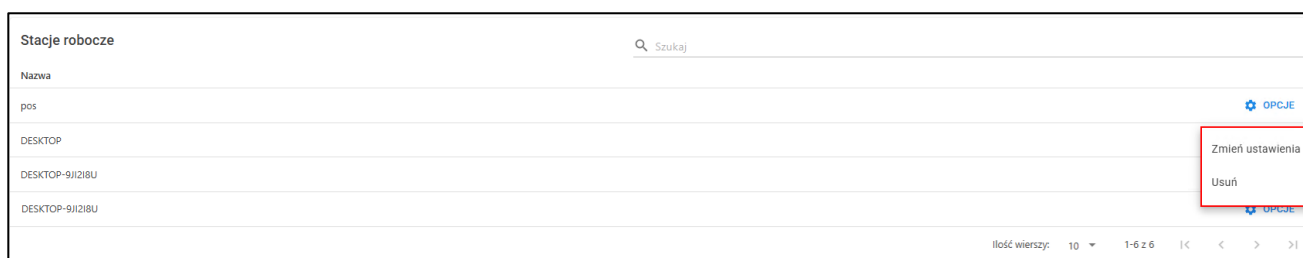 Stacje robocze
Szukaj
Nazwa
pos OPCJE
DESKTOP
Zmień ustawienia
DESKTOP-9JI2I8U
Usuń
DESKTOP-9JI2I8U OPCJE
Ilość wierszy: 10 1-6 z 6